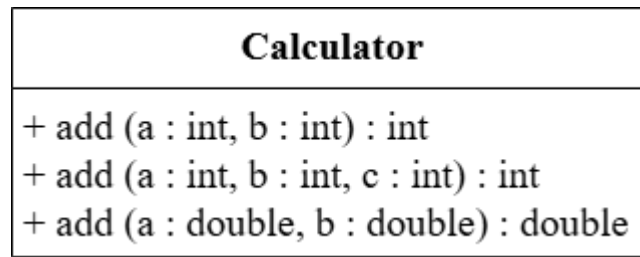 Calculator
+ add (a : int, b : int) : int
+ add (a : int, b : int, c : int) : int
+ add (a : double, b : double) : double